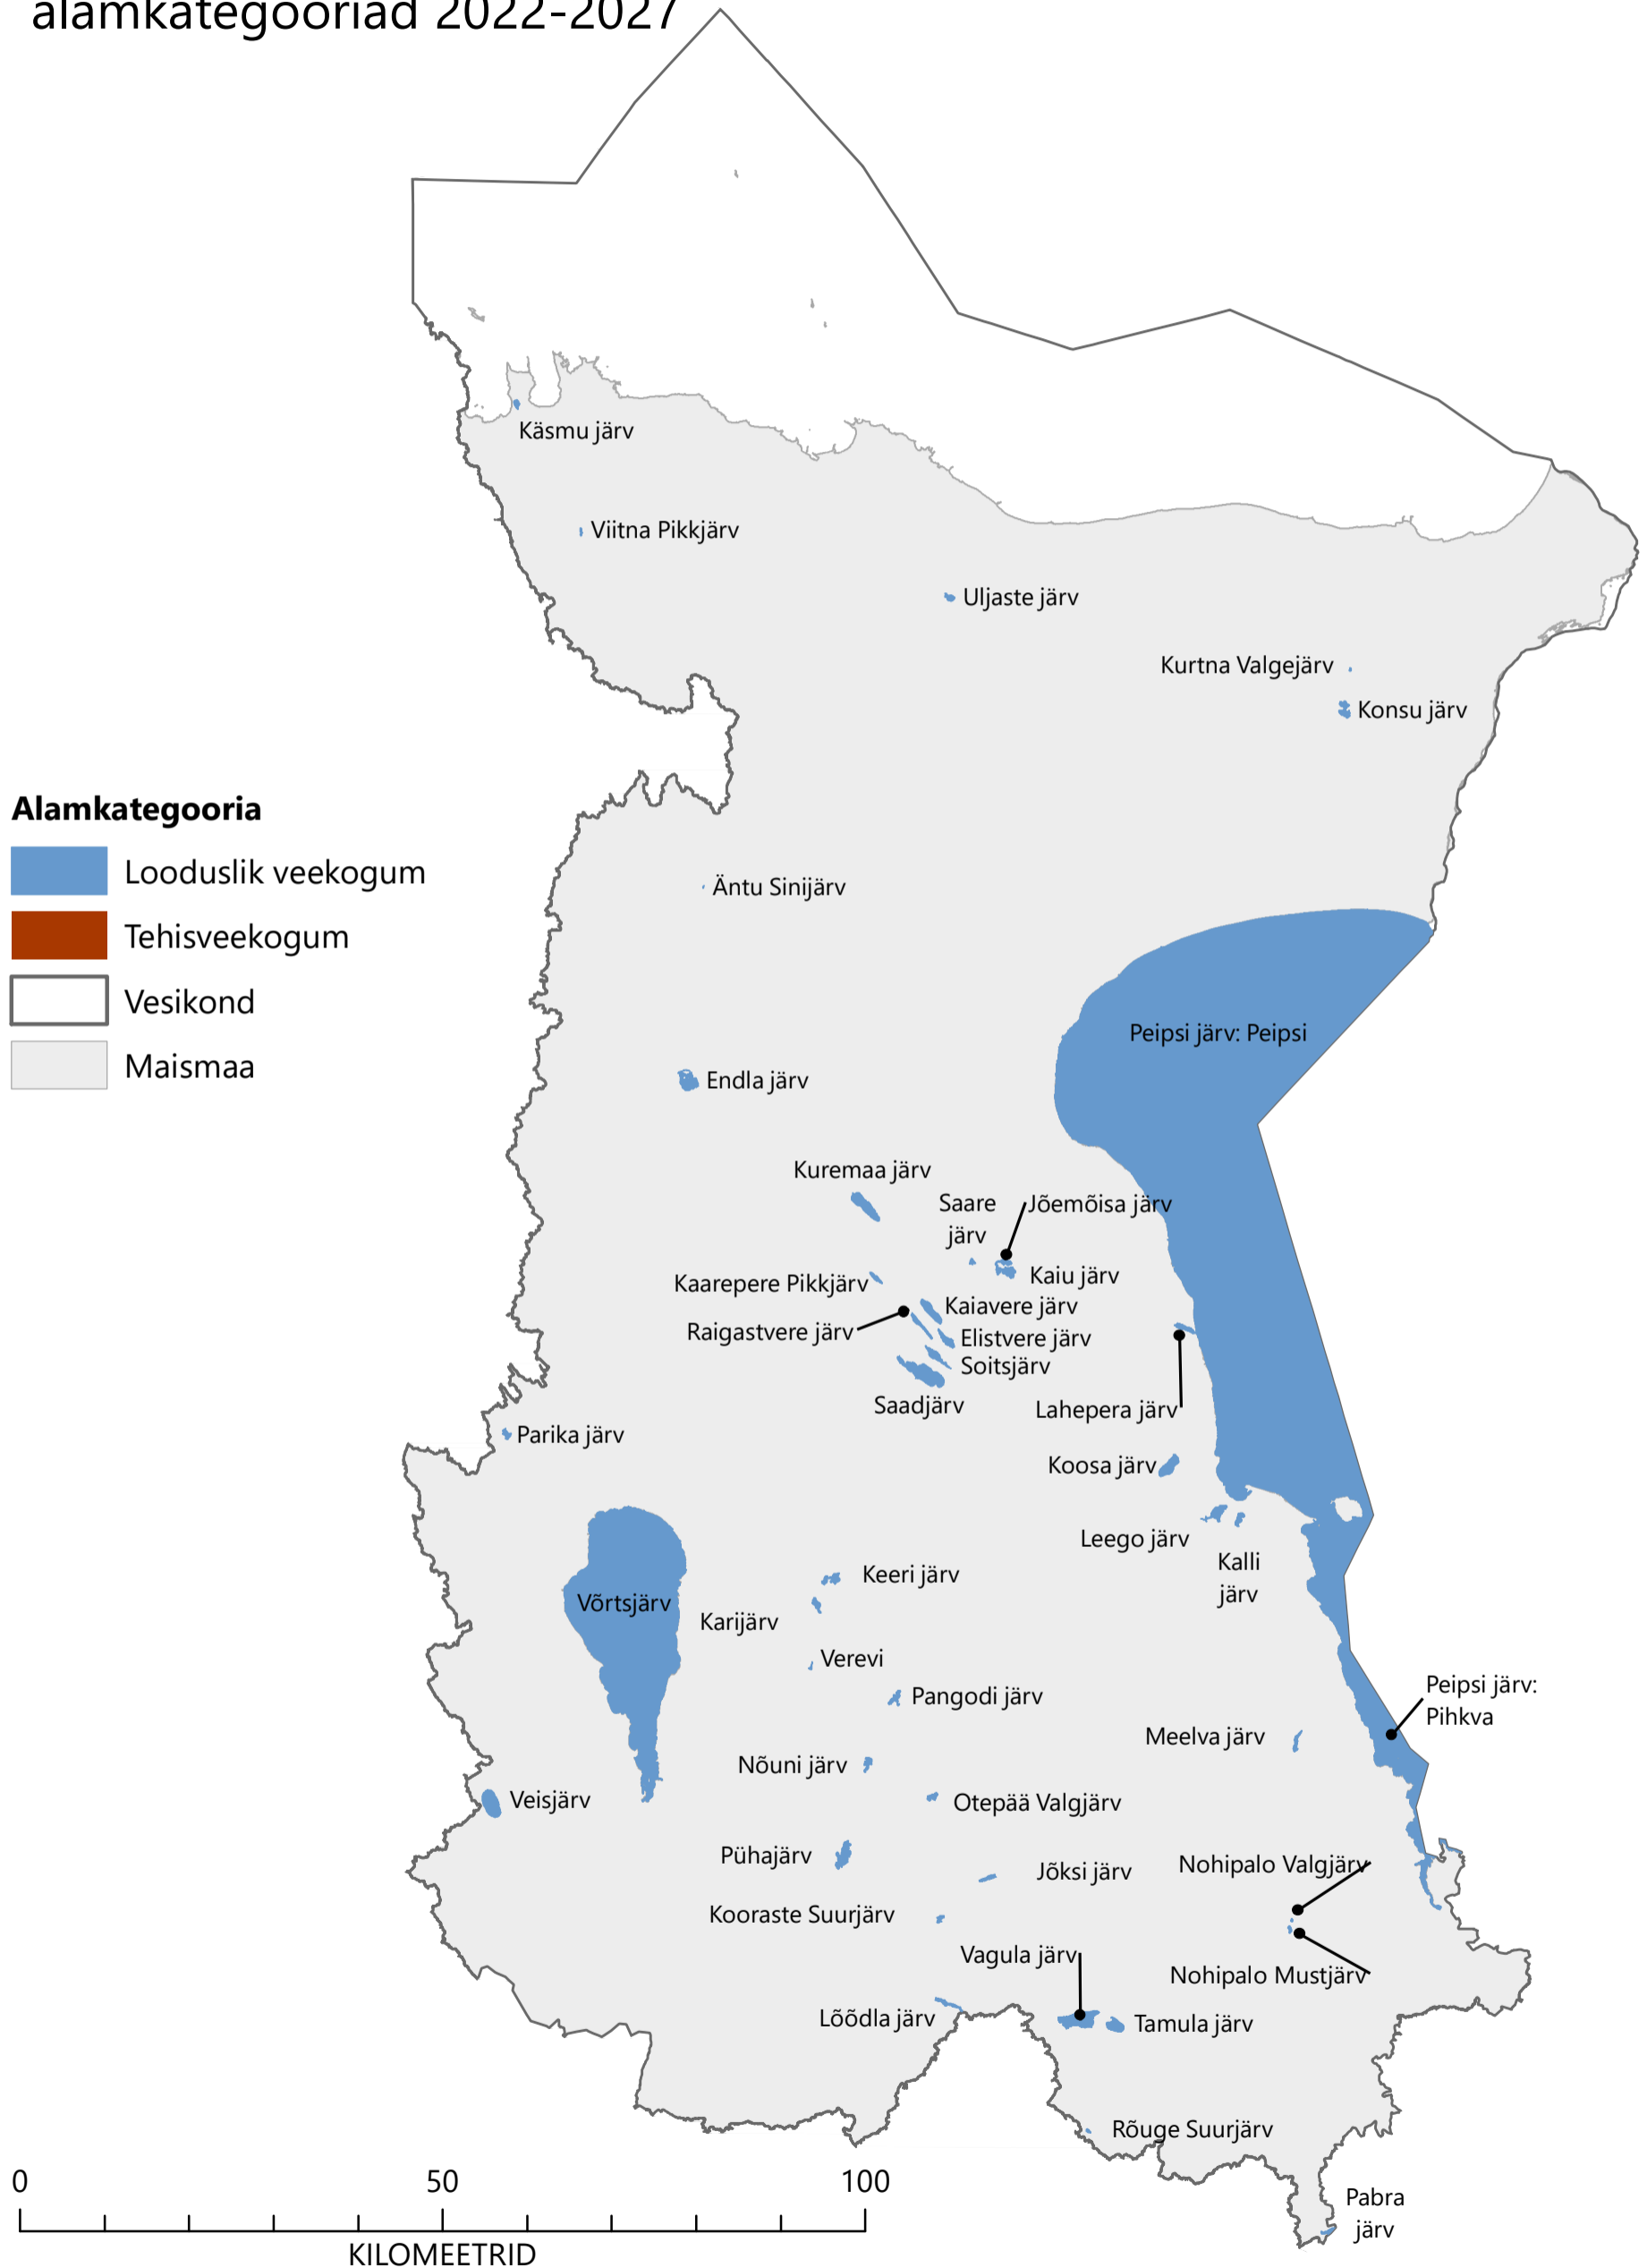 alamkategooriad 2022-2027
Käsmu järv
Viitna Pikkjärv
Uljaste järv
Kurtna Valgejärv
Konsu järv
Alamkategooria
Looduslik veekogum
Tehisveekogum
Vesikond
Maismaa
Äntu Sinijärv
Peipsi järv: Peipsi
Endla järv
Kuremaa järv
Saare
järv
Jõemõisa järv
Kaiu järv
Kaarepere Pikkjärv
Kaiavere järv
Raigastvere järv
Elistvere järv
Soitsjärv
Saadjärv
Lahepera järv
Parika järv
Koosa järv
Leego järv
Kalli
järv
Keeri järv
Võrtsjärv
Karijärv
Verevi
Pangodi järv
Peipsi järv:
Pihkva
Meelva järv
Nõuni järv
Veisjärv
Otepää Valgjärv
Pühajärv
Jõksi järv
Nohipalo Valgjärv
Kooraste Suurjärv
Vagula järv
Nohipalo Mustjärv
Lõõdla järv
Tamula järv
Rõuge Suurjärv
Pabra
järv
0 50 100
KILOMEETRID